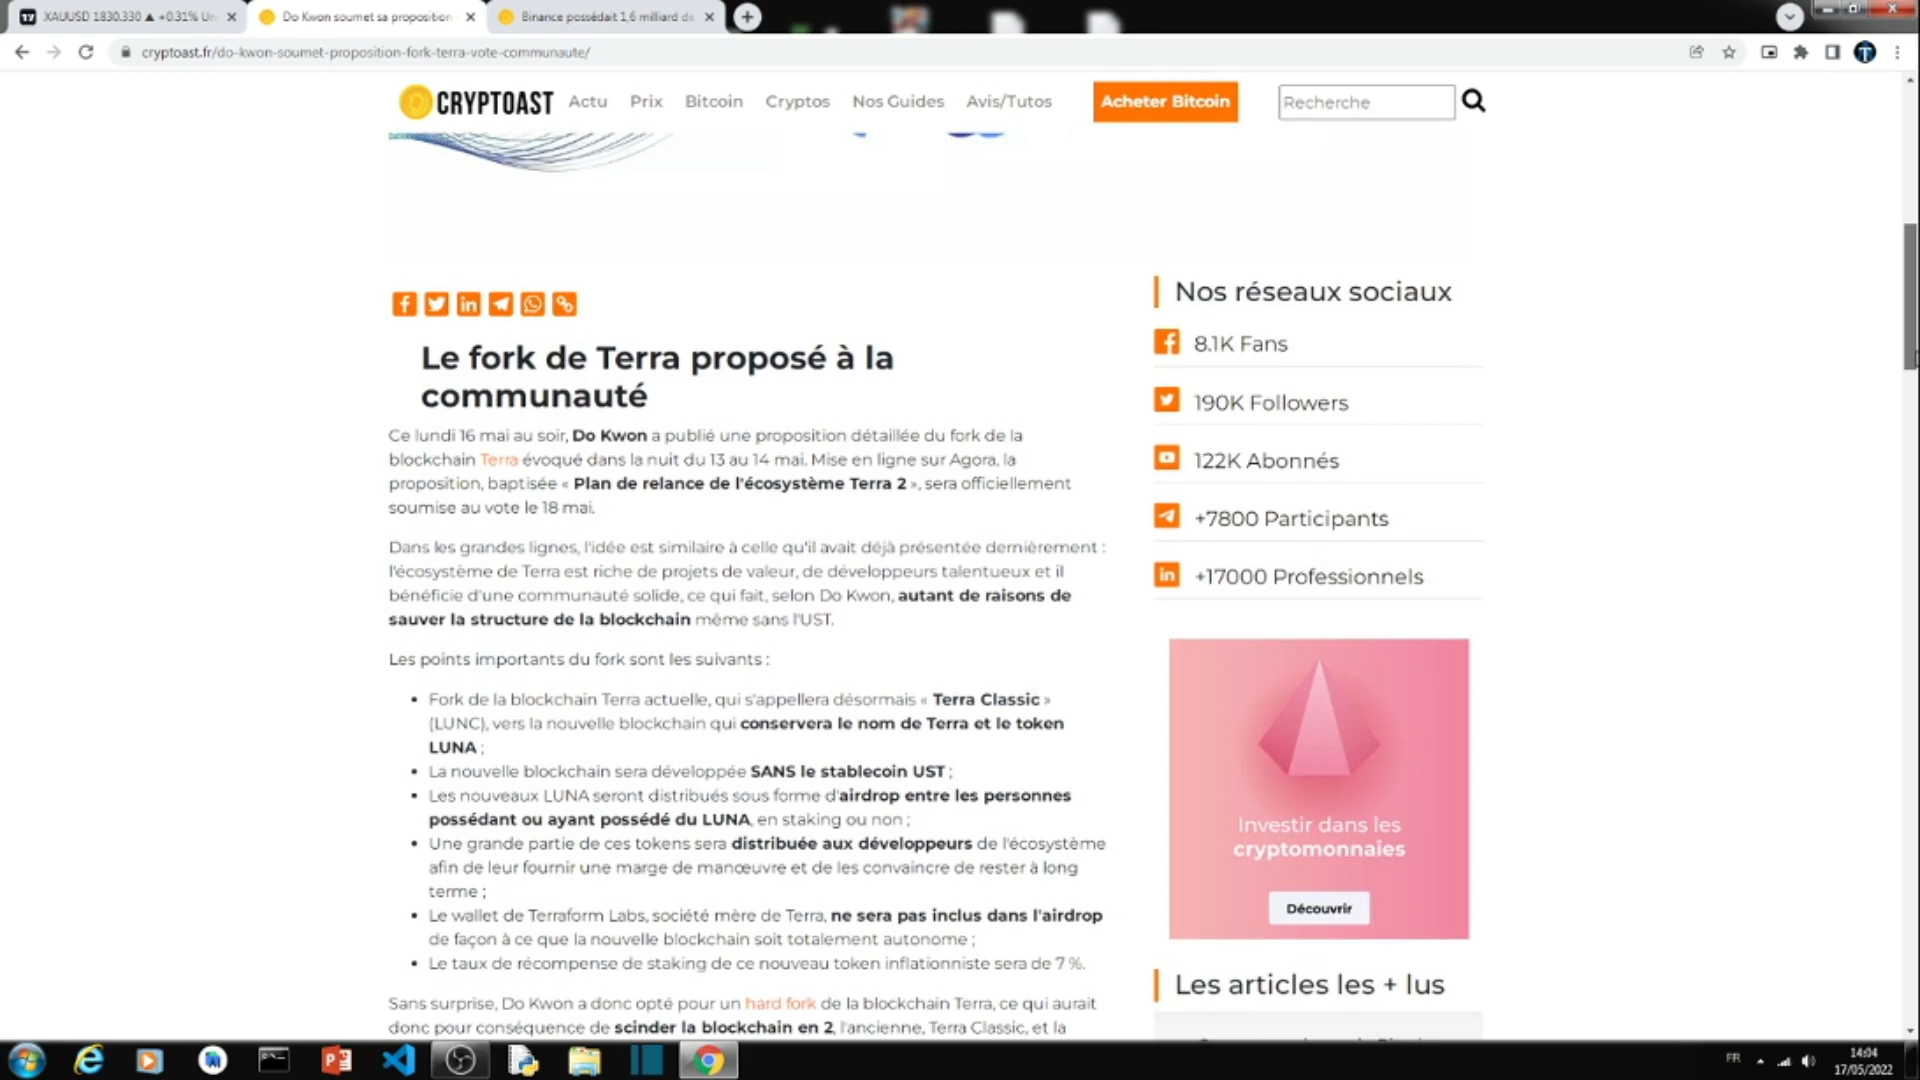 XAUUSD 1830.330 ▲ +0.31% Un
Do Kwon soumet sa proposition
Binance possédait 1,6 milliard de
cryptoast.fr/do-kwon-soumet-proposition-fork-terra-vote-communaute/
CRYPTOAST Actu Prix Bitcoin Cryptos Nos Guides Avis/Tutos Acheter Bitcoin Recherche
Le fork de Terra proposé à la
communauté
Ce lundi 16 mai au soir, Do Kwon a publié une proposition détaillée du fork de la
blockchain Terra évoqué dans la nuit du 13 au 14 mai. Mise en ligne sur Agora, la
proposition, baptisée « Plan de relance de l'écosystème Terra 2 », sera officiellement
soumise au vote le 18 mai.
Dans les grandes lignes, l'idée est similaire à celle qu'il avait déjà présentée dernièrement :
l'écosystème de Terra est riche de projets de valeur, de développeurs talentueux et il
bénéficie d'une communauté solide, ce qui fait, selon Do Kwon, autant de raisons de
sauver la structure de la blockchain même sans l'UST.
Les points importants du fork sont les suivants :
• Fork de la blockchain Terra actuelle, qui s'appellera désormais « Terra Classic »
(LUNC), vers la nouvelle blockchain qui conservera le nom de Terra et le token
LUNA ;
• La nouvelle blockchain sera développée SANS le stablecoin UST ;
• Les nouveaux LUNA seront distribués sous forme d'airdrop entre les personnes
possédant ou ayant possédé du LUNA, en staking ou non ;
• Une grande partie de ces tokens sera distribuée aux développeurs de l'écosystème
afin de leur fournir une marge de manœuvre et de les convaincre de rester à long
terme ;
• Le wallet de Terraform Labs, société mère de Terra, ne sera pas inclus dans l'airdrop
de façon à ce que la nouvelle blockchain soit totalement autonome ;
• Le taux de récompense de staking de ce nouveau token inflationniste sera de 7 %.
Sans surprise, Do Kwon a donc opté pour un hard fork de la blockchain Terra, ce qui aurait
donc pour conséquence de scinder la blockchain en 2, l'ancienne, Terra Classic, et la
Nos réseaux sociaux
8.1K Fans
190K Followers
122K Abonnés
+7800 Participants
+17000 Professionnels
Investir dans les
cryptomonnaies
Découvrir
Les articles les + lus
FR
14:04
17/05/2022